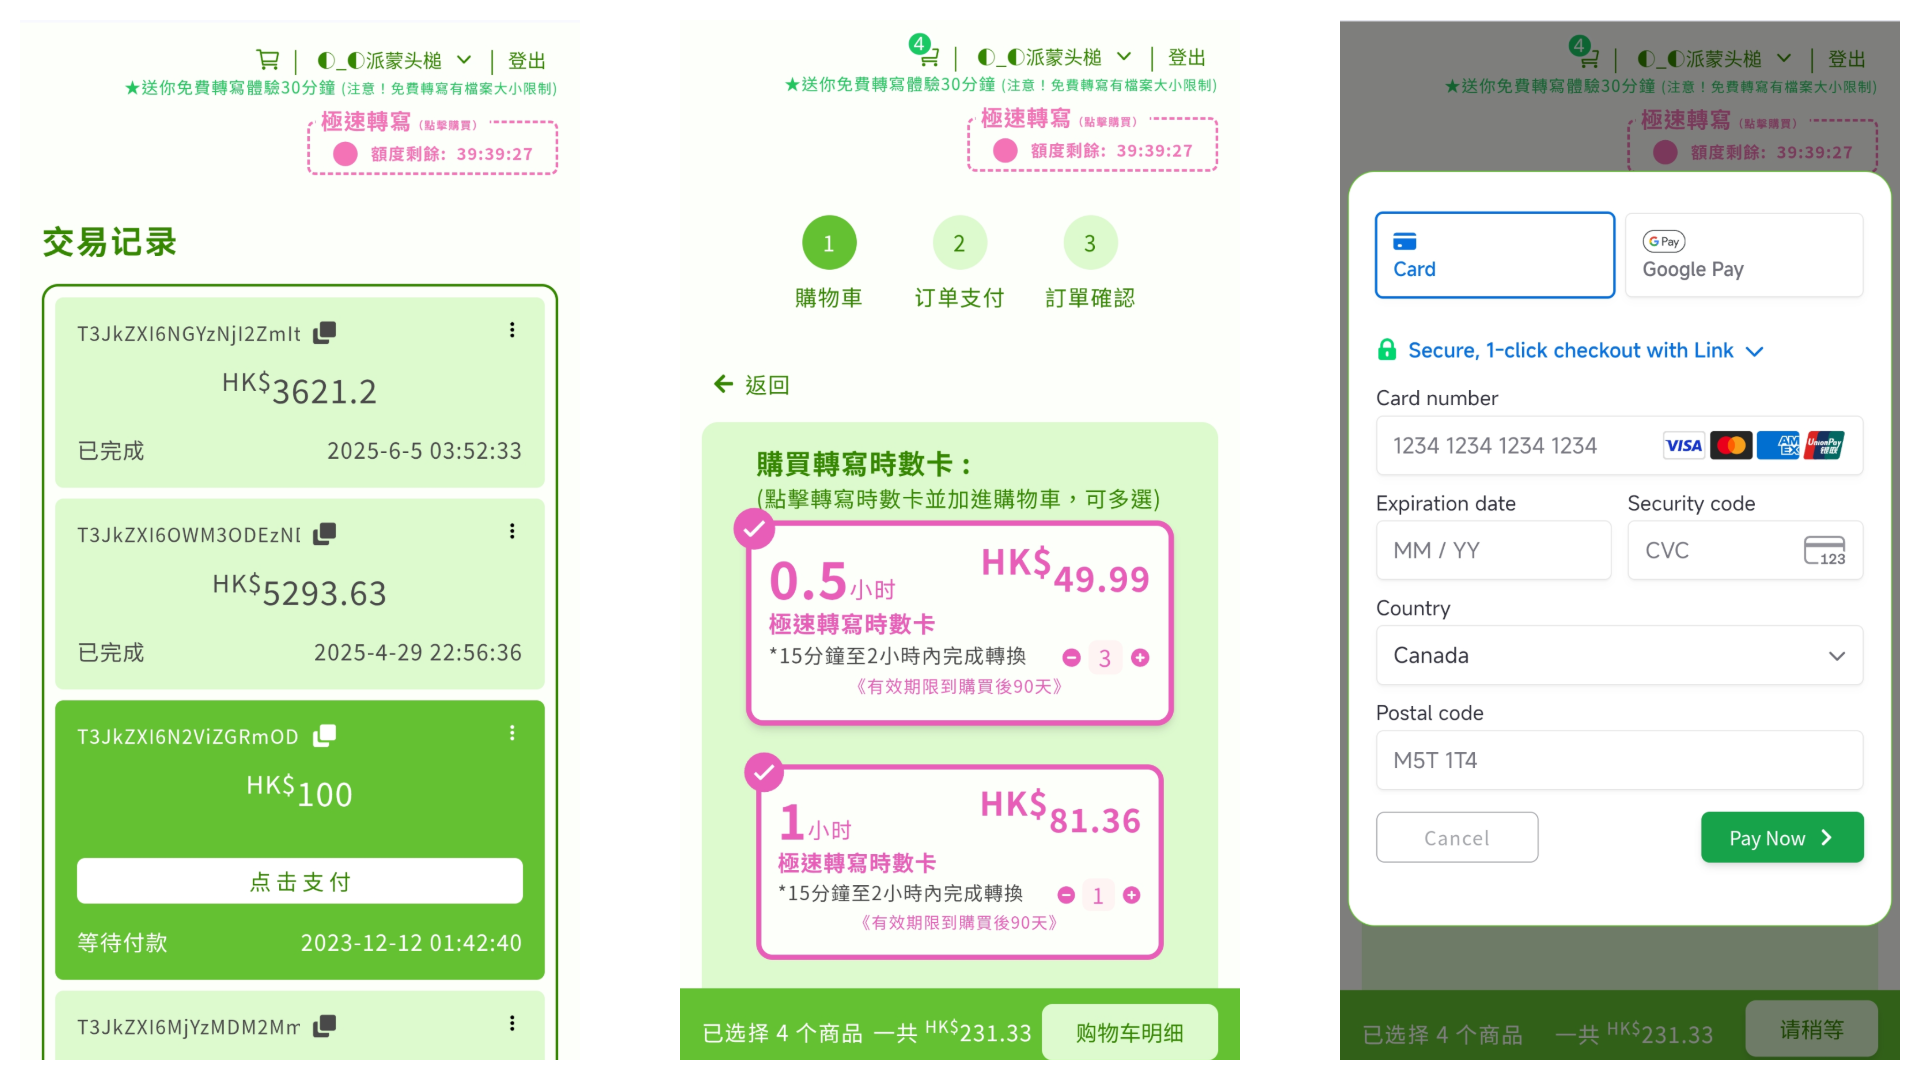 ◐_◐派蒙头槌
登出
★送你免費轉寫體驗30分鐘 (注意！免費轉寫有檔案大小限制)
極速轉寫 (點擊購買)
額度剩餘: 39:39:27
交易记录
T3JkZXI6NGYzNjI2ZmIt
HK$3621.2
已完成 2025-6-5 03:52:33
T3JkZXI6OWM3ODEzNI
HK$5293.63
已完成 2025-4-29 22:56:36
T3JkZXI6N2ViZGRmOD
HK$100
点击支付
等待付款 2023-12-12 01:42:40
T3JkZXI6MjYzMDM2Mm
4
◐_◐派蒙头槌
登出
★送你免費轉寫體驗30分鐘 (注意！免費轉寫有檔案大小限制)
極速轉寫 (點擊購買)
額度剩餘: 39:39:27
1 2 3
購物車 订单支付 訂單確認
返回
購買轉寫時數卡：
(點擊轉寫時數卡並加進購物車，可多選)
0.5小时 HK$49.99
極速轉寫時數卡
*15分鐘至2小時內完成轉換 3
《有效期限到購買後90天》
1小时 HK$81.36
極速轉寫時數卡
*15分鐘至2小時內完成轉換 1
《有效期限到購買後90天》
已选择 4 个商品 一共 HK$231.33 购物车明细
4
◐_◐派蒙头槌
登出
★送你免費轉寫體驗30分鐘 (注意！免費轉寫有檔案大小限制)
極速轉寫 (點擊購買)
額度剩餘: 39:39:27
G Pay
Card Google Pay
Secure, 1-click checkout with Link
Card number
1234 1234 1234 1234 VISA AMEX UnionPay 银联
Expiration date Security code
MM / YY CVC 123
Country
Canada
Postal code
M5T 1T4
Cancel Pay Now
已选择 4 个商品 一共 HK$231.33 请稍等